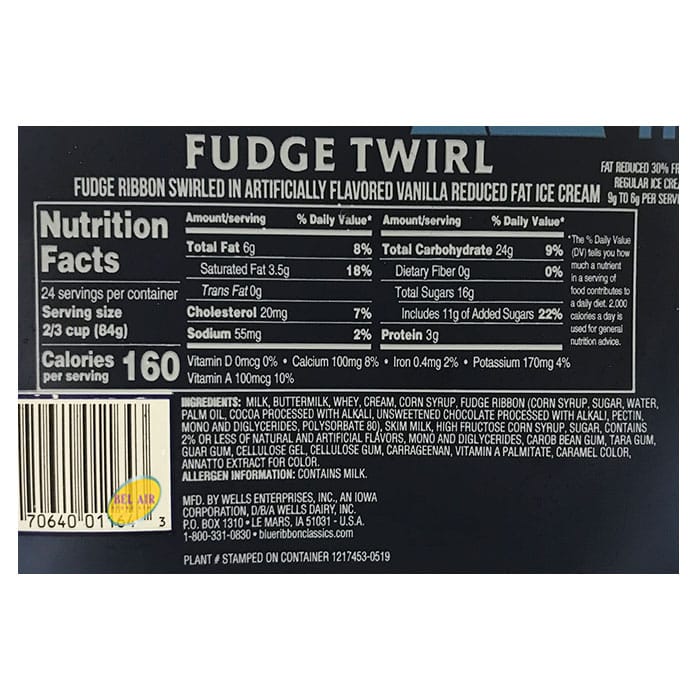 FUDGE TWIRL
FUDGE RIBBON SWIRLED IN ARTIFICIALLY FLAVORED VANILLA REDUCED FAT ICE CREAM
FAT REDUCED 30%
REGULAR ICE
9g TO 6g PER
Nutrition
Facts
24 servings per container
Serving size
2/3 cup (84g)
Calories
per serving
160
Amount/serving % Daily Value*
Total Fat 6g 8%
Saturated Fat 3.5g 18%
Trans Fat 0g
Cholesterol 20mg 7%
Sodium 55mg 2%
Amount/serving % Daily Value*
Total Carbohydrate 24g 9%
Dietary Fiber 0g 0%
Total Sugars 16g
Includes 11g of Added Sugars 22%
Protein 3g
Vitamin D 0mcg 0% • Calcium 100mg 8% • Iron 0.4mg 2% • Potassium 170mg 4%
Vitamin A 100mcg 10%
*The % Daily Value
(DV) tells you how
much a nutrient
in a serving of
food contributes to
a daily diet. 2,000
calories a day is
used for general
nutrition advice.
INGREDIENTS: MILK, BUTTERMILK, WHEY, CREAM, CORN SYRUP, FUDGE RIBBON (CORN SYRUP, SUGAR, WATER,
PALM OIL, COCOA PROCESSED WITH ALKALI, UNSWEETENED CHOCOLATE PROCESSED WITH ALKALI, PECTIN,
MONO AND DIGLYCERIDES, POLYSORBATE 80), SKIM MILK, HIGH FRUCTOSE CORN SYRUP, SUGAR, CONTAINS
2% OR LESS OF NATURAL AND ARTIFICIAL FLAVORS, MONO AND DIGLYCERIDES, CAROB BEAN GUM, TARA GUM,
GUAR GUM, CELLULOSE GEL, CELLULOSE GUM, CARRAGEENAN, VITAMIN A PALMITATE, CARAMEL COLOR,
ANNATTO EXTRACT FOR COLOR.
ALLERGEN INFORMATION: CONTAINS MILK.
MFD. BY WELLS ENTERPRISES, INC., AN IOWA
CORPORATION, D/B/A WELLS DAIRY, INC.
P.O. BOX 1310 • LE MARS, IA 51031 - U.S.A.
1-800-331-0830 • blueribbonclassics.com
PLANT # STAMPED ON CONTAINER 1217453-0519
BEL AIR
70640 01164 3